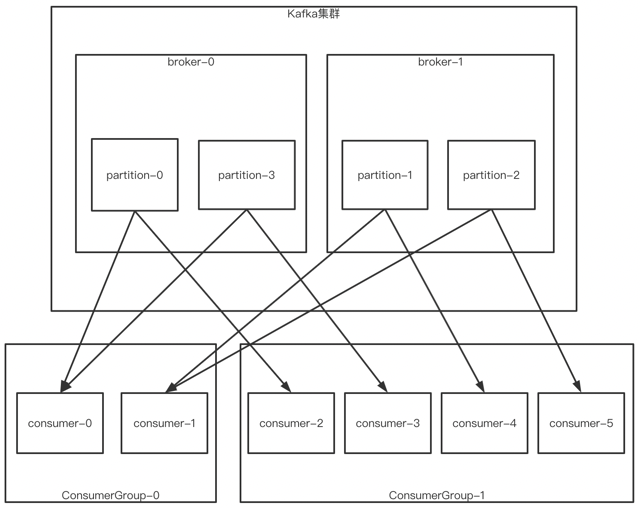 Kafka集群
broker-0
broker-1
partition-0
partition-3
partition-1
partition-2
consumer-0
consumer-1
consumer-2
consumer-3
consumer-4
consumer-5
ConsumerGroup-0
ConsumerGroup-1